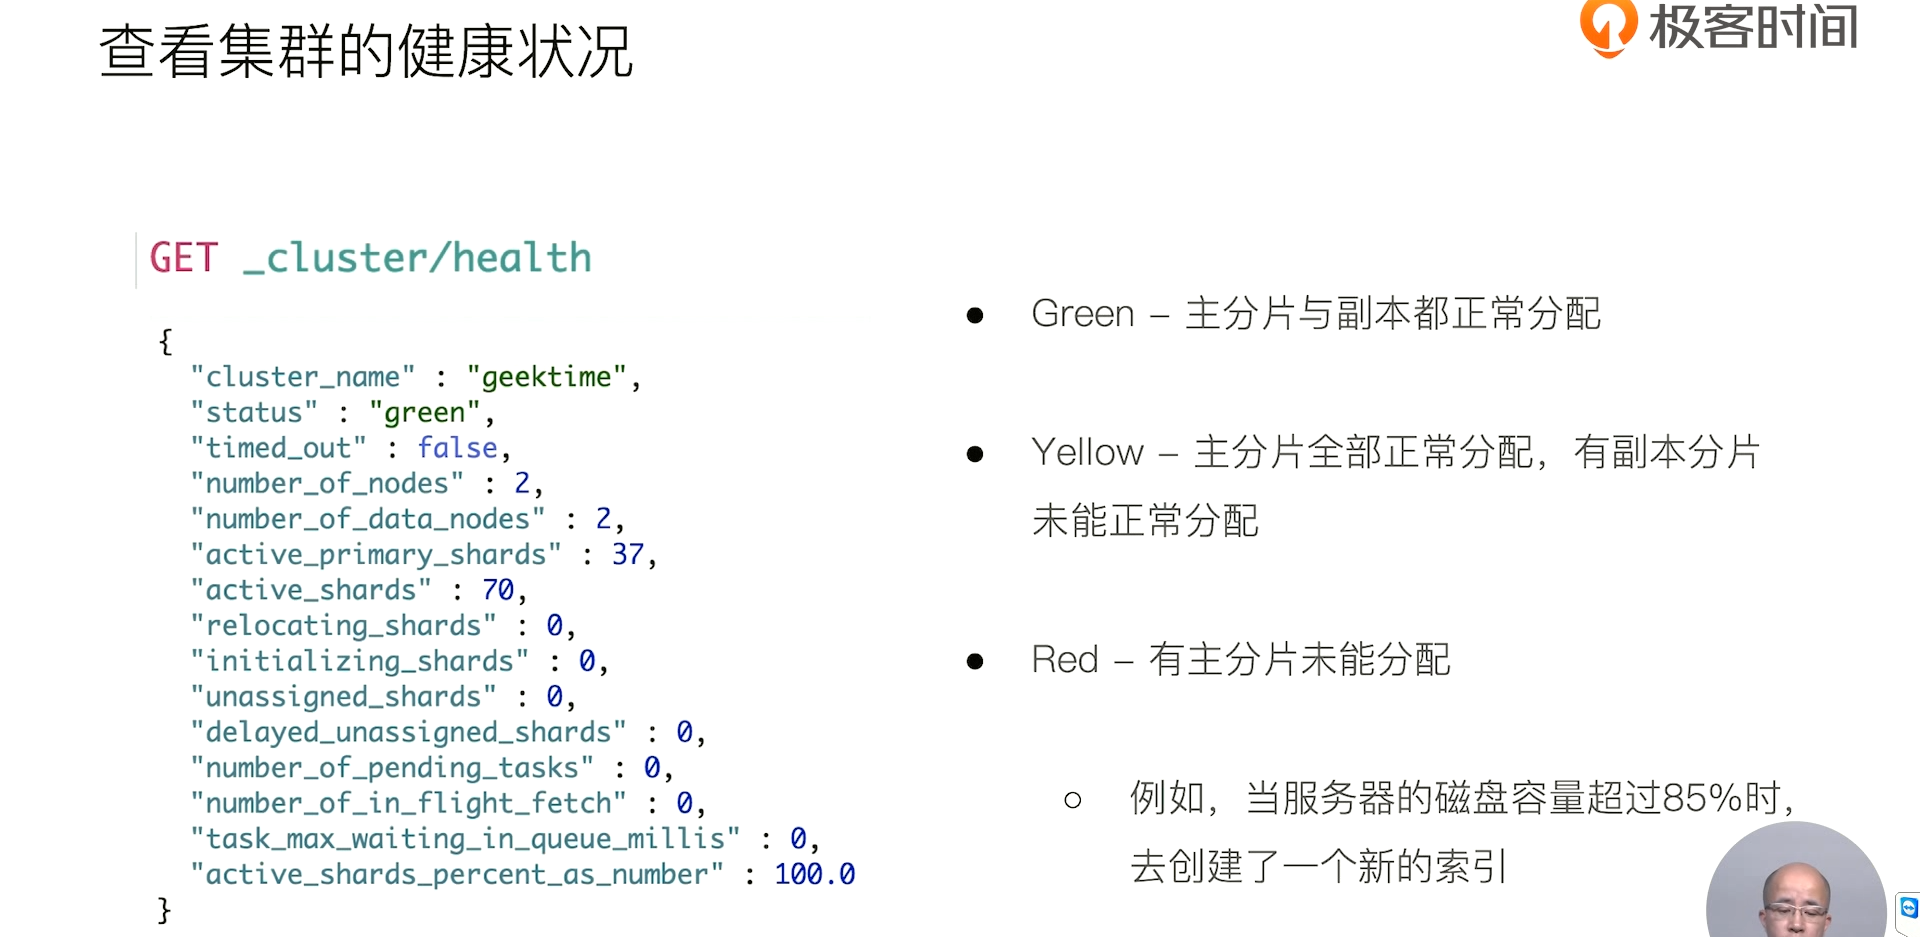 查看集群的健康状况
极客时间
GET _cluster/health
{
"cluster_name" : "geektime",
"status" : "green",
"timed_out" : false,
"number_of_nodes" : 2,
"number_of_data_nodes" : 2,
"active_primary_shards" : 37,
"active_shards" : 70,
"relocating_shards" : 0,
"initializing_shards" : 0,
"unassigned_shards" : 0,
"delayed_unassigned_shards" : 0,
"number_of_pending_tasks" : 0,
"number_of_in_flight_fetch" : 0,
"task_max_waiting_in_queue_millis" : 0,
"active_shards_percent_as_number" : 100.0
}
● Green – 主分片与副本都正常分配
● Yellow – 主分片全部正常分配，有副本分片
未能正常分配
● Red – 有主分片未能分配
○ 例如，当服务器的磁盘容量超过85%时，
去创建了一个新的索引